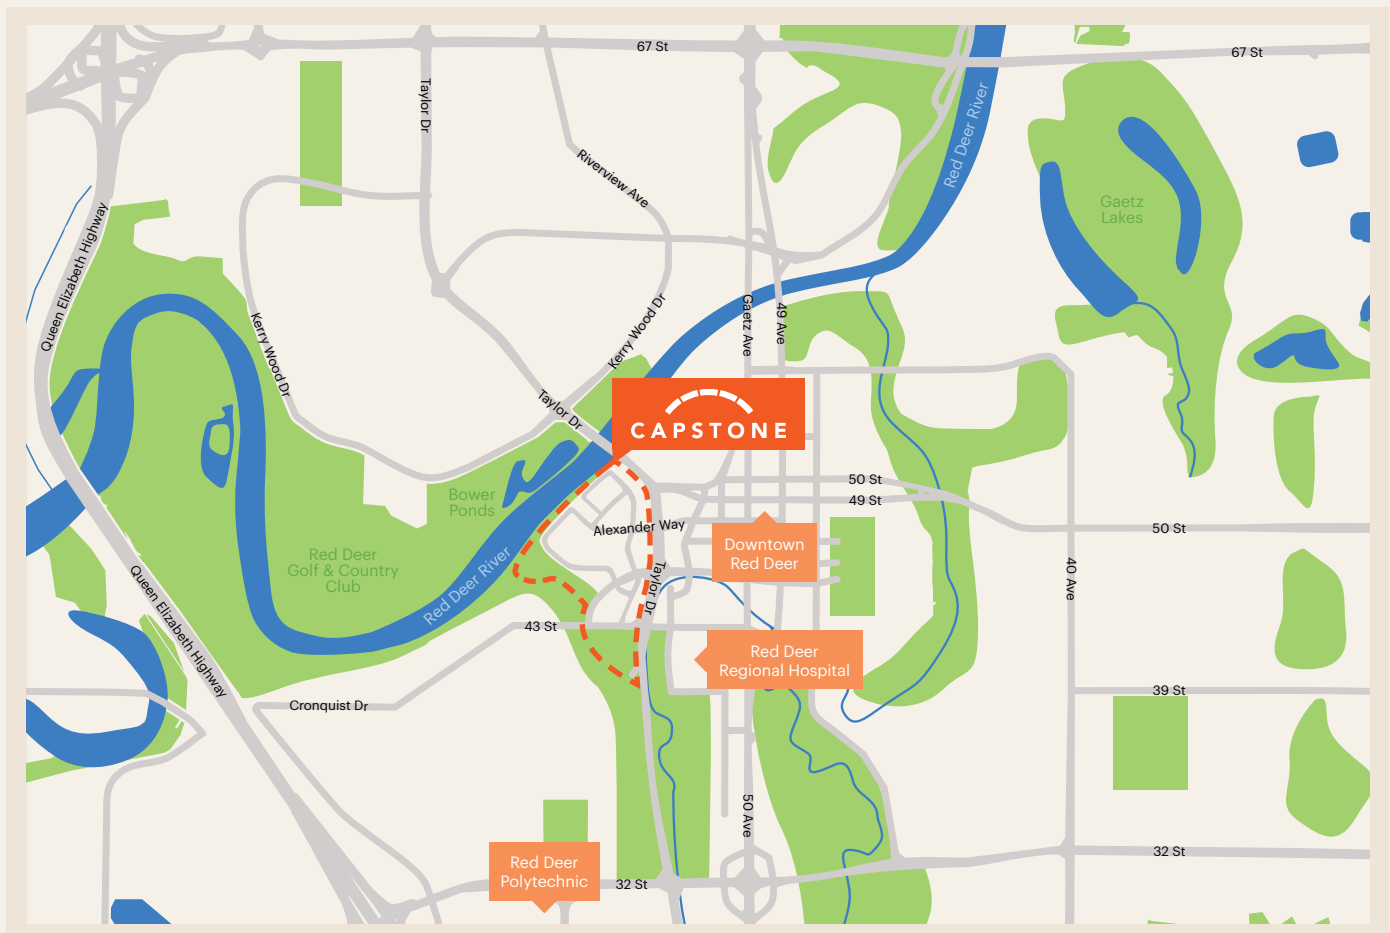 67 St
67 St
Taylor Dr
Red Deer River
Riverview Ave
Gaetz
Lakes
Queen Elizabeth Highway
Kerry Wood Dr
Kerry Wood Dr
Gaetz Ave
49 Ave
Taylor Dr
CAPSTONE
50 St
49 St
Bower
Ponds
Alexander Way
50 St
Downtown
Red Deer
Red Deer
Golf & Country
Club
Red Deer River
Taylor Dr
40 Ave
Queen Elizabeth Highway
43 St
Red Deer
Regional Hospital
39 St
Cronquist Dr
50 Ave
32 St
Red Deer
Polytechnic
32 St